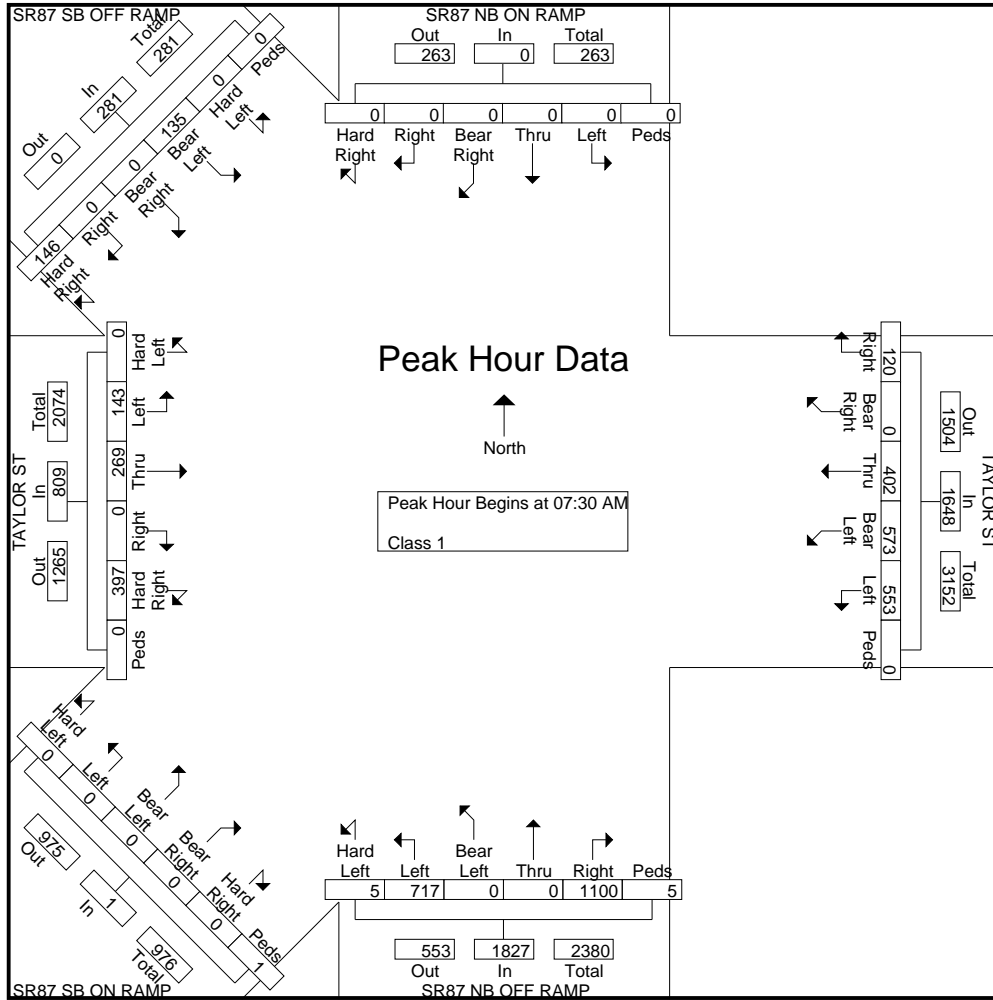 SR87 SB OFF RAMP
Total
281
In
281
Out
0
0
Peds
0
Hard
Left
135
Bear
Left
0
Bear
Right
0
Right
146
Hard
Right
SR87 NB ON RAMP
Out In Total
263 0 263
0 0 0 0 0 0
Hard Right Bear Thru Left Peds
Right Right
TAYLOR ST
Total
2074
In
809
Out
1265
0
Hard
Left
143
Left
269
Thru
0
Right
397
Hard
Right
0
Peds
Peak Hour Data
North
Peak Hour Begins at 07:30 AM
Class 1
Right
120
Bear
Right
0
Thru
402
Bear
Left
573
Left
553
Peds
0
Out
1504
In
1648
Total
3152
TAYLOR ST
Hard
Left
0
Left
0
Bear
Left
0
Bear
Right
0
Hard
Right
0
Peds
1
975
Out
1
In
976
Total
SR87 SB ON RAMP
Hard Bear
Left Left Left Thru Right Peds
5 717 0 0 1100 5
553 1827 2380
Out In Total
SR87 NB OFF RAMP